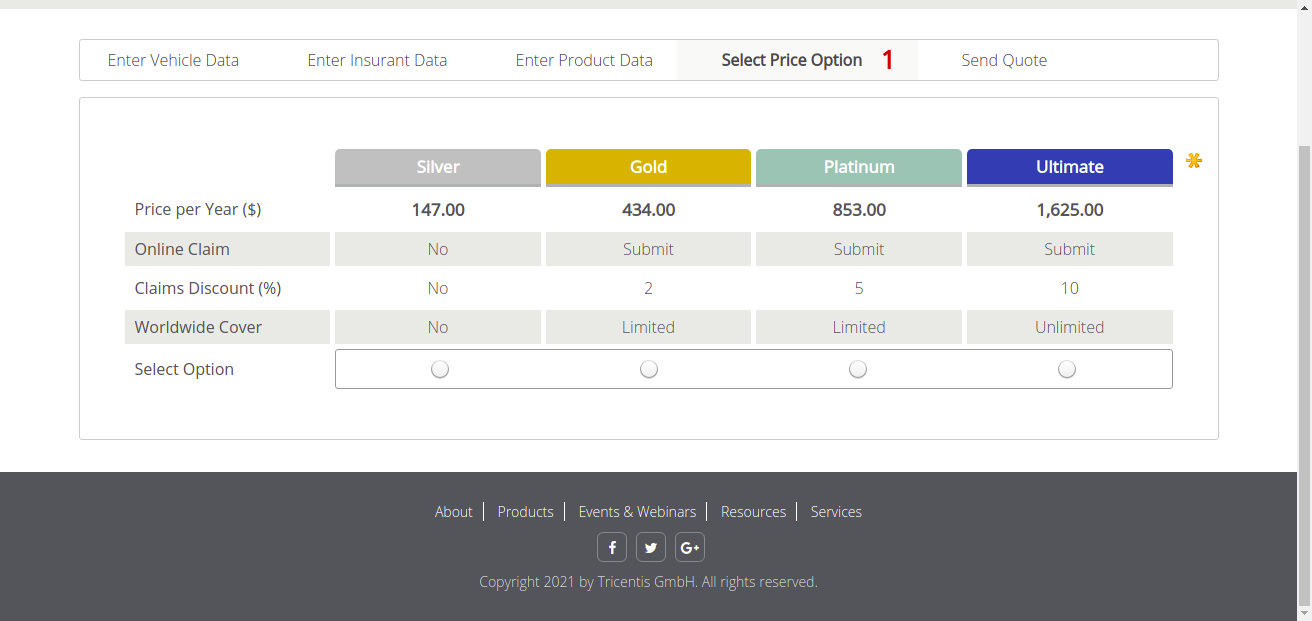 Enter Vehicle Data Enter Insurant Data Enter Product Data Select Price Option 1 Send Quote
Silver Gold Platinum Ultimate *
Price per Year ($) 147.00 434.00 853.00 1,625.00
Online Claim No Submit Submit Submit
Claims Discount (%) No 2 5 10
Worldwide Cover No Limited Limited Unlimited
Select Option
About Products Events & Webinars Resources Services
f G+
Copyright 2021 by Tricentis GmbH. All rights reserved.